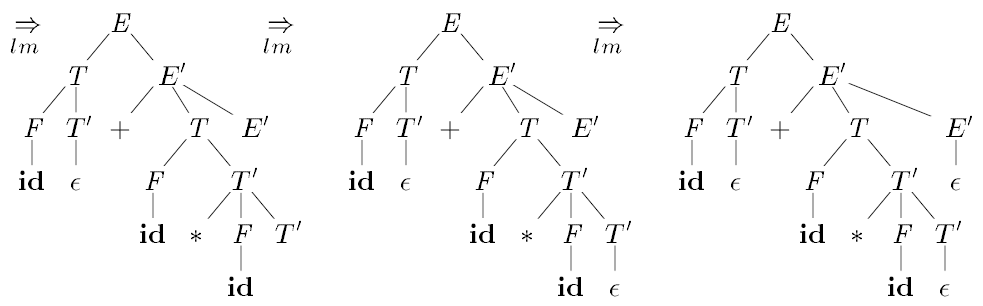 ⇒ E ⇒ E ⇒ E
lm lm lm
T E′ T E′ T E′
F T′ + T E′ F T′ + T E′ F T′ + T E′
id ϵ F T′ id ϵ F T′ id ϵ F T′ ϵ
id * F T′ id * F T′ id * F T′
id id ϵ id ϵ